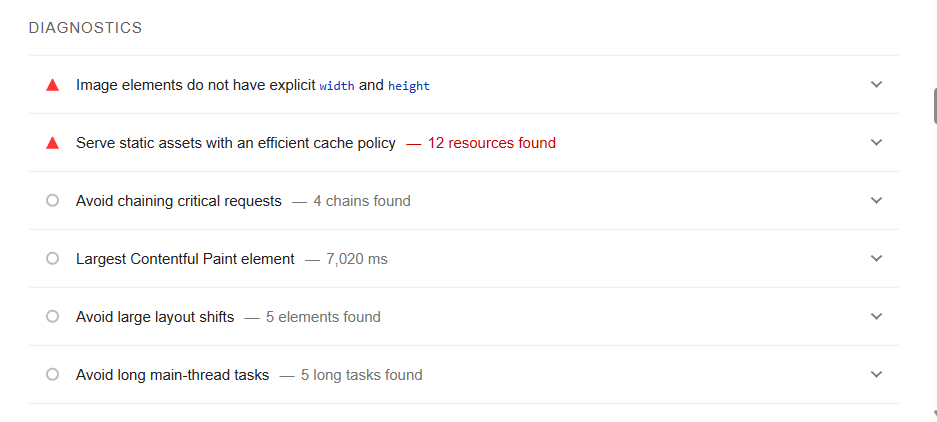 DIAGNOSTICS
Image elements do not have explicit width and height
Serve static assets with an efficient cache policy — 12 resources found
Avoid chaining critical requests — 4 chains found
Largest Contentful Paint element — 7,020 ms
Avoid large layout shifts — 5 elements found
Avoid long main-thread tasks — 5 long tasks found